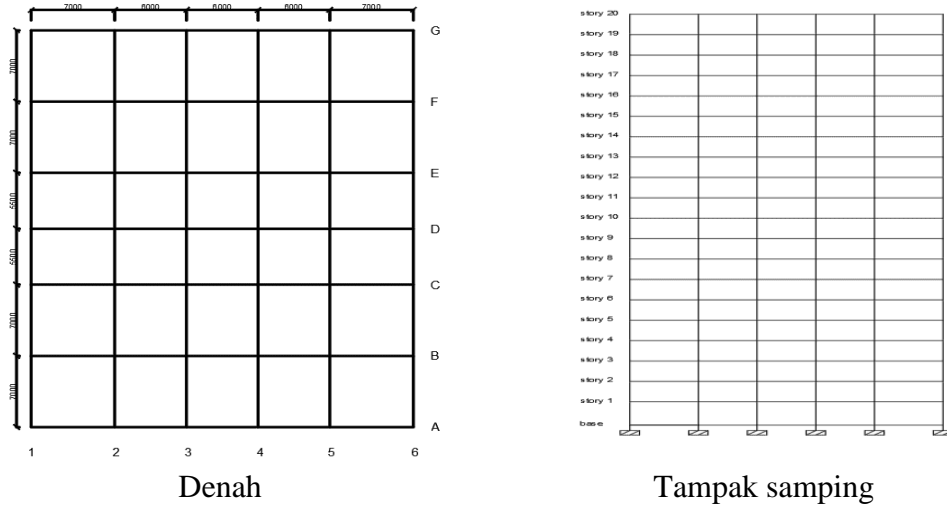 7000 6000 6000 6000 7000
G
7000
F
7000
E
5500
D
5500
C
7000
B
7000
A
1 2 3 4 5 6
Denah
story 20
story 19
story 18
story 17
story 16
story 15
story 14
story 13
story 12
story 11
story 10
story 9
story 8
story 7
story 6
story 5
story 4
story 3
story 2
story 1
base
Tampak samping